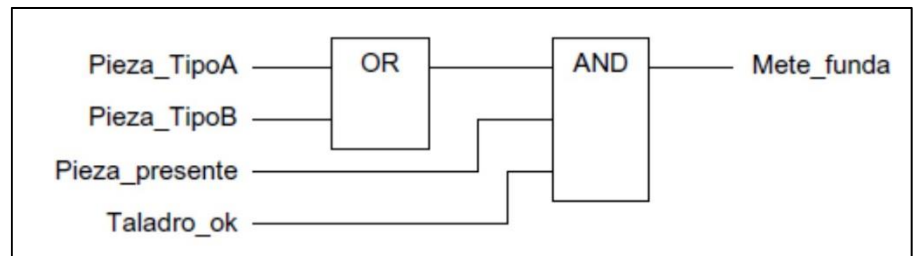 Pieza_TipoA OR AND Mete_funda
Pieza_TipoB
Pieza_presente
Taladro_ok